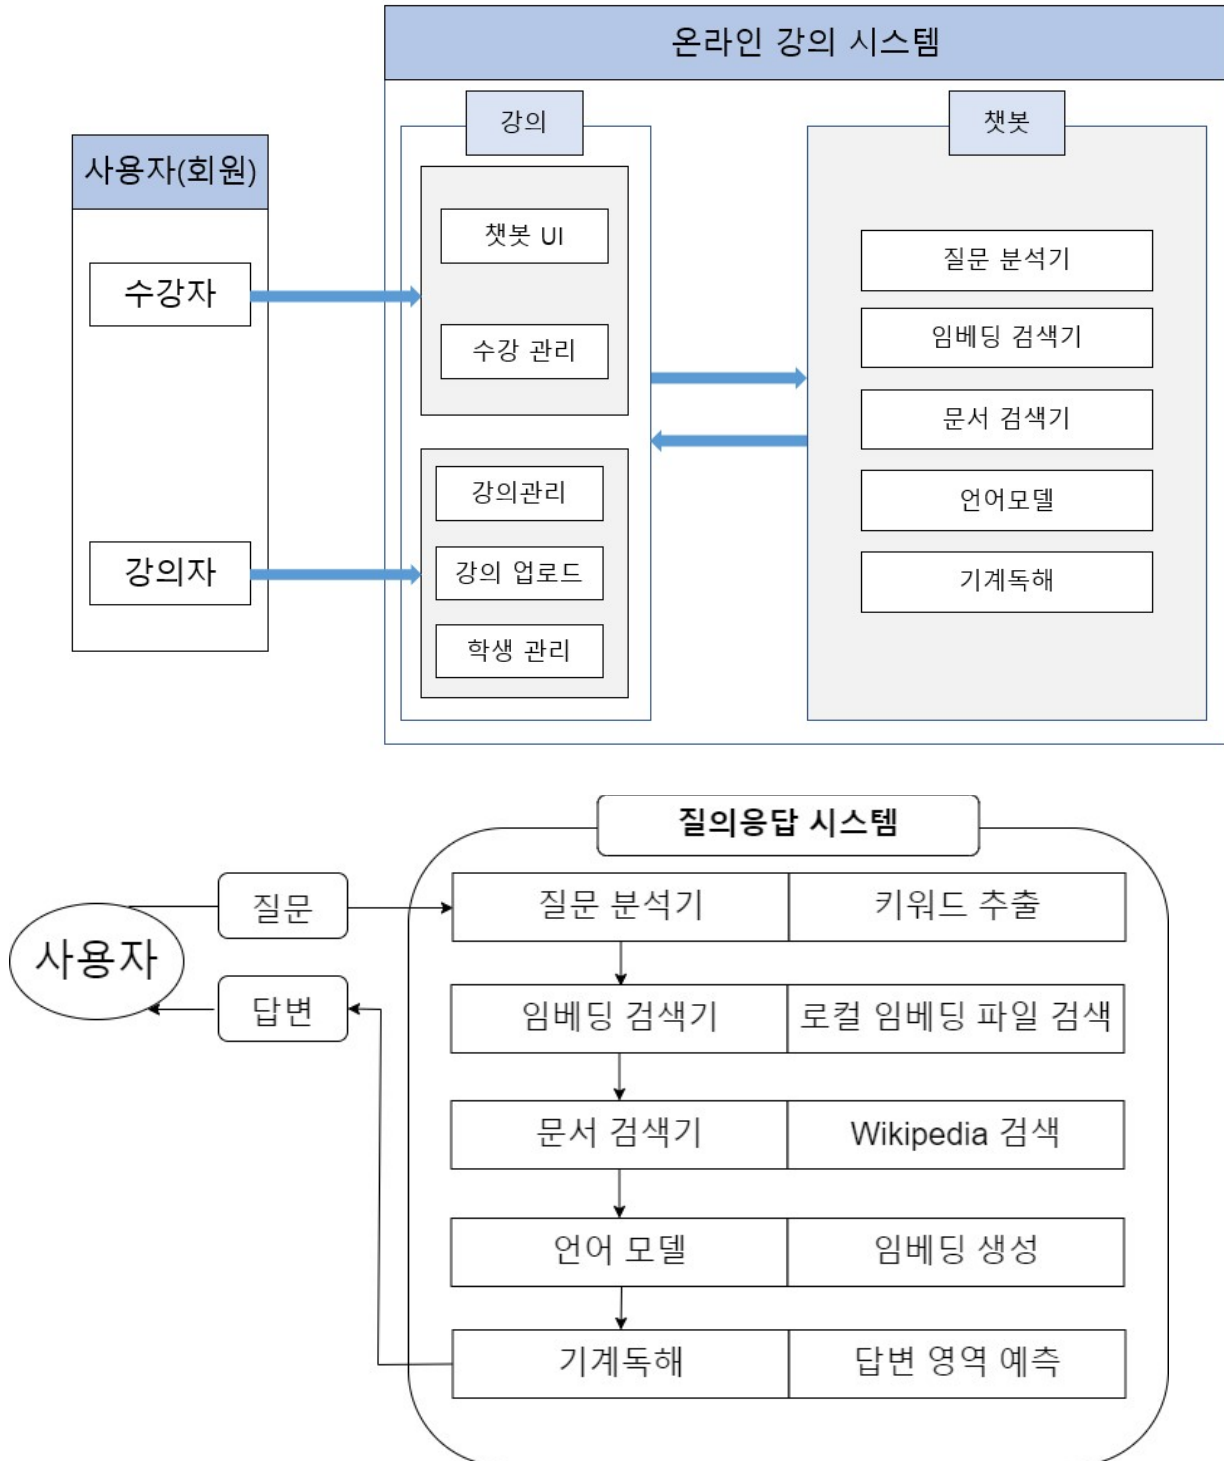 온라인 강의 시스템
강의
챗봇
사용자(회원)
챗봇 UI
수강자
수강 관리
강의관리
강의자
강의 업로드
학생 관리
질문 분석기
임베딩 검색기
문서 검색기
언어모델
기계독해
질의응답 시스템
사용자
질문
답변
질문 분석기 키워드 추출
임베딩 검색기 로컬 임베딩 파일 검색
문서 검색기 Wikipedia 검색
언어 모델 임베딩 생성
기계독해 답변 영역 예측